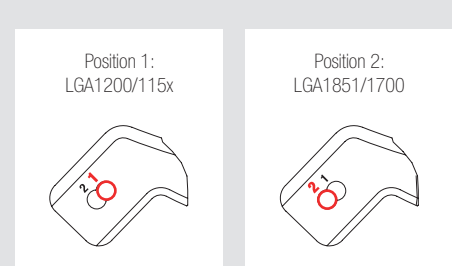 Position 1:
LGA1200/115x
1
2
Position 2:
LGA1851/1700
1
2